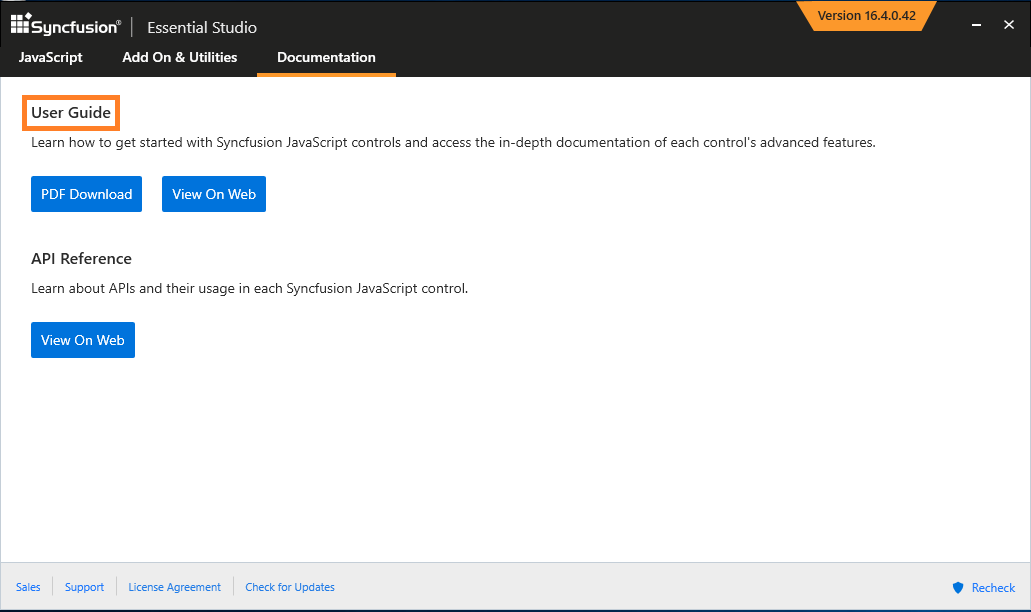 Syncfusion® | Essential Studio
Version 16.4.0.42
JavaScript Add On & Utilities Documentation
User Guide
Learn how to get started with Syncfusion JavaScript controls and access the in-depth documentation of each control's advanced features.
PDF Download View On Web
API Reference
Learn about APIs and their usage in each Syncfusion JavaScript control.
View On Web
Sales Support License Agreement Check for Updates Recheck